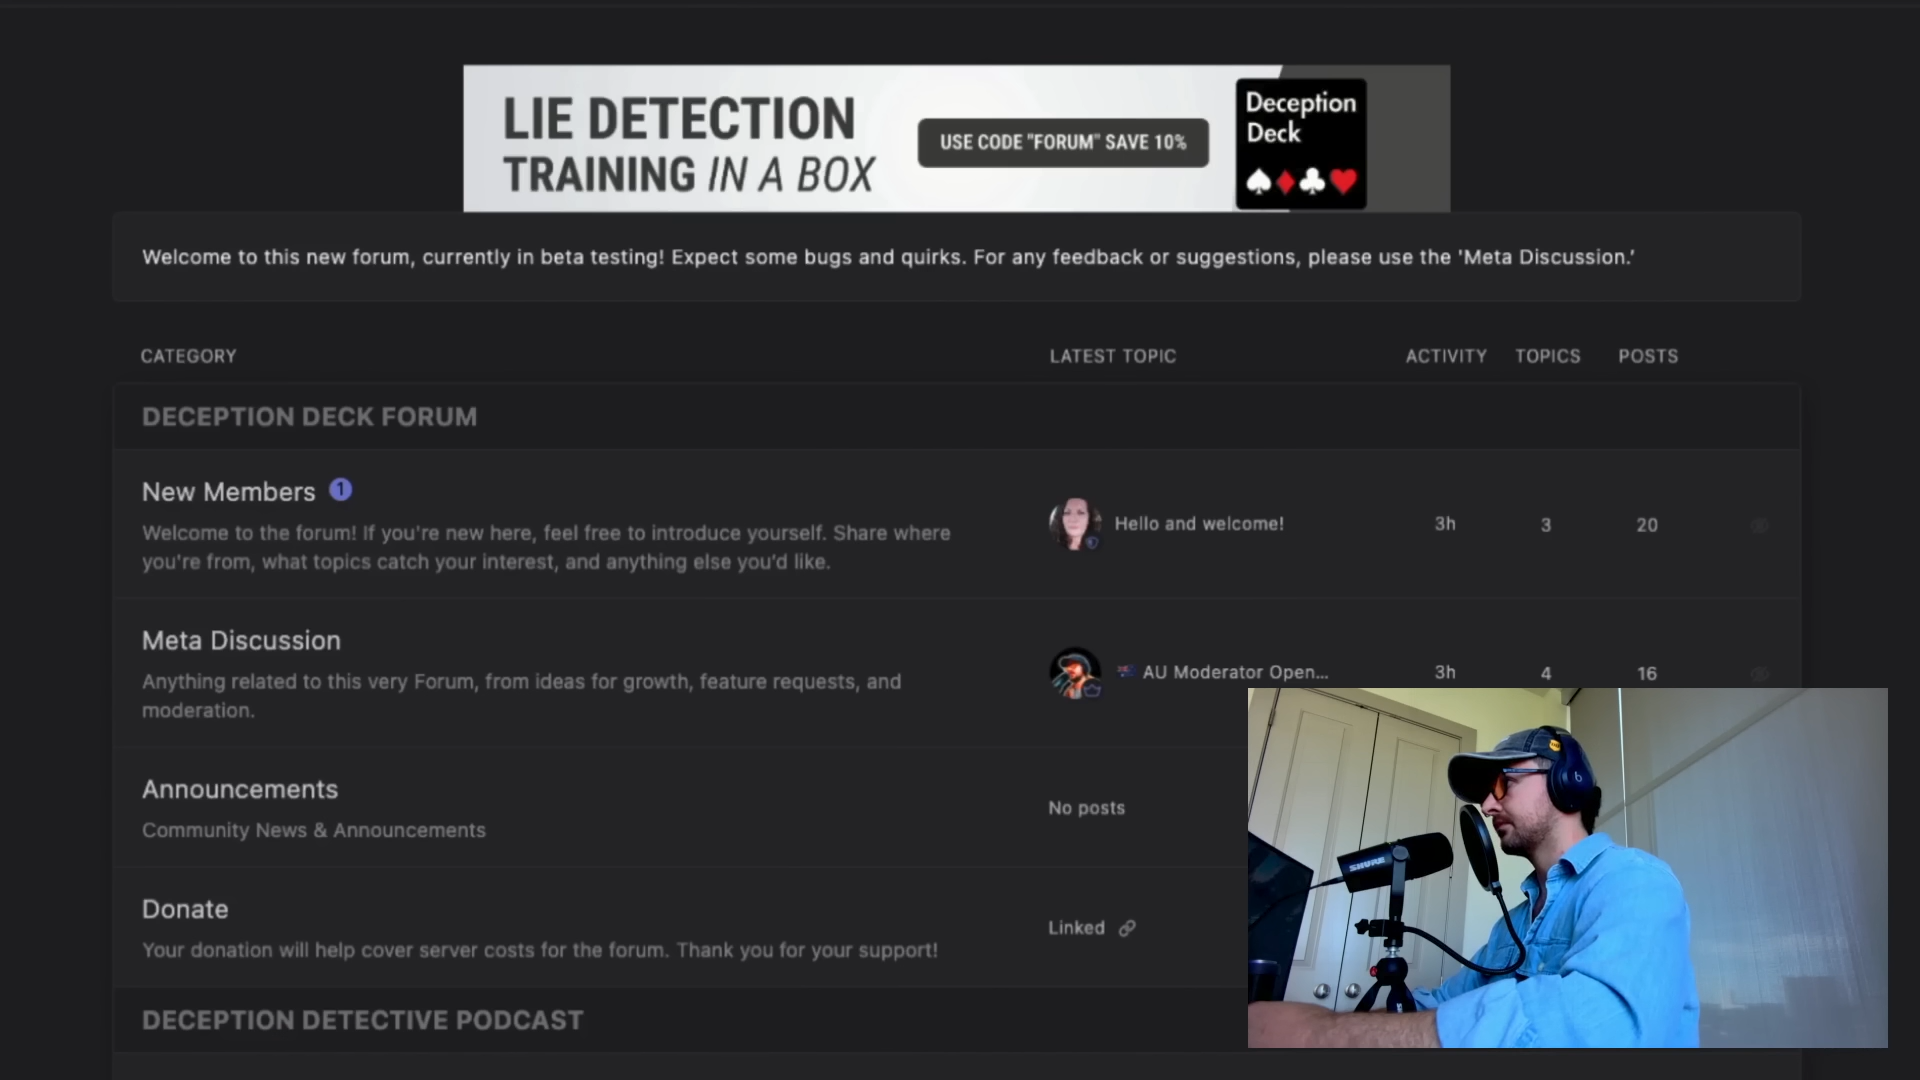 LIE DETECTION
TRAINING IN A BOX
USE CODE "FORUM" SAVE 10%
Deception
Deck
Welcome to this new forum, currently in beta testing! Expect some bugs and quirks. For any feedback or suggestions, please use the 'Meta Discussion.'
CATEGORY LATEST TOPIC ACTIVITY TOPICS POSTS
DECEPTION DECK FORUM
New Members 1
Welcome to the forum! If you're new here, feel free to introduce yourself. Share where
you're from, what topics catch your interest, and anything else you'd like.
Hello and welcome! 3h 3 20
Meta Discussion
Anything related to this very Forum, from ideas for growth, feature requests, and
moderation.
AU Moderator Open... 3h 4 16
Announcements
Community News & Announcements
No posts
Donate
Your donation will help cover server costs for the forum. Thank you for your support!
Linked
DECEPTION DETECTIVE PODCAST
SHURE
b